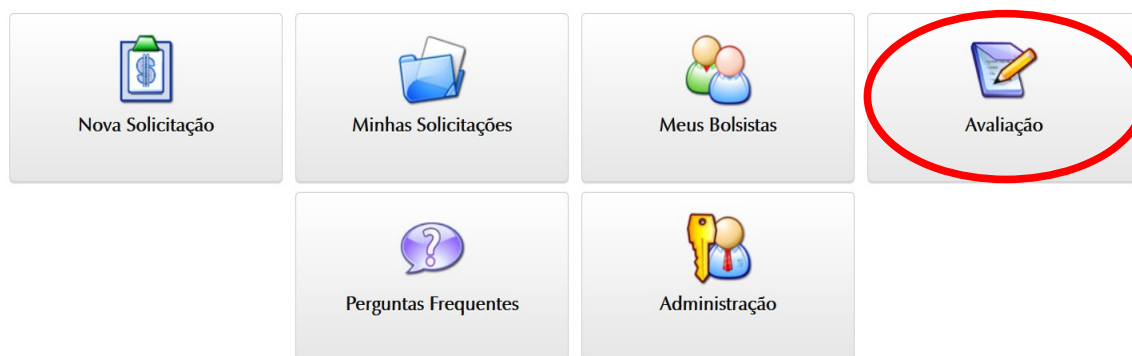 Nova Solicitação
Minhas Solicitações
Meus Bolsistas
Avaliação
Perguntas Frequentes
Administração